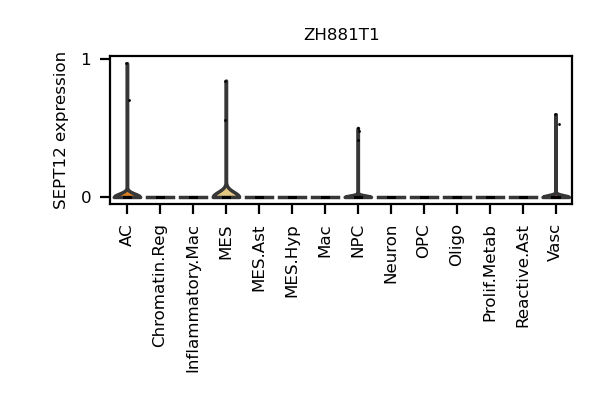 ZH881T1
SEPT12 expression
1
0
AC
Chromatin.Reg
Inflammatory.Mac
MES
MES.Ast
MES.Hyp
Mac
NPC
Neuron
OPC
Oligo
Prolif.Metab
Reactive.Ast
Vasc